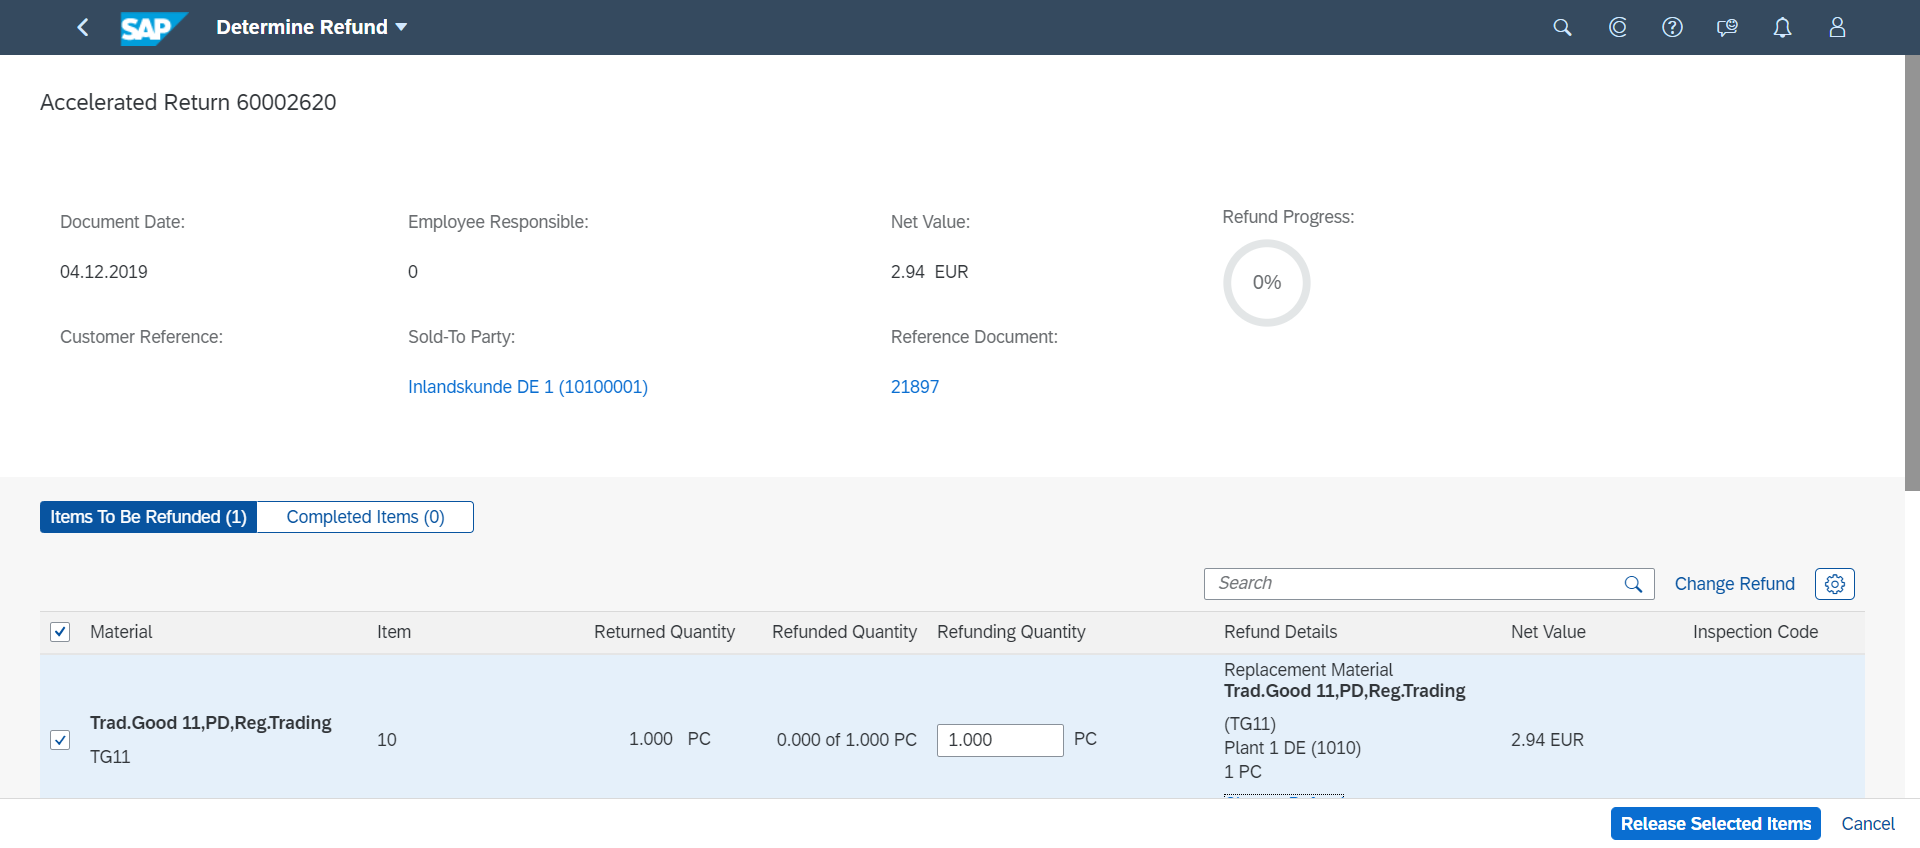 SAP
Determine Refund
Accelerated Return 60002620
Document Date:
Employee Responsible:
Net Value:
Refund Progress:
04.12.2019
0
2.94 EUR
0%
Customer Reference:
Sold-To Party:
Reference Document:
Inlandskunde DE 1 (10100001)
21897
Items To Be Refunded (1)
Completed Items (0)
Search
Change Refund
Material
Item
Returned Quantity
Refunded Quantity
Refunding Quantity
Refund Details
Net Value
Inspection Code
Trad.Good 11,PD,Reg.Trading
TG11
10
1.000 PC
0.000 of 1.000 PC
1.000 PC
Replacement Material
Trad.Good 11,PD,Reg.Trading
(TG11)
Plant 1 DE (1010)
1 PC
2.94 EUR
Release Selected Items
Cancel